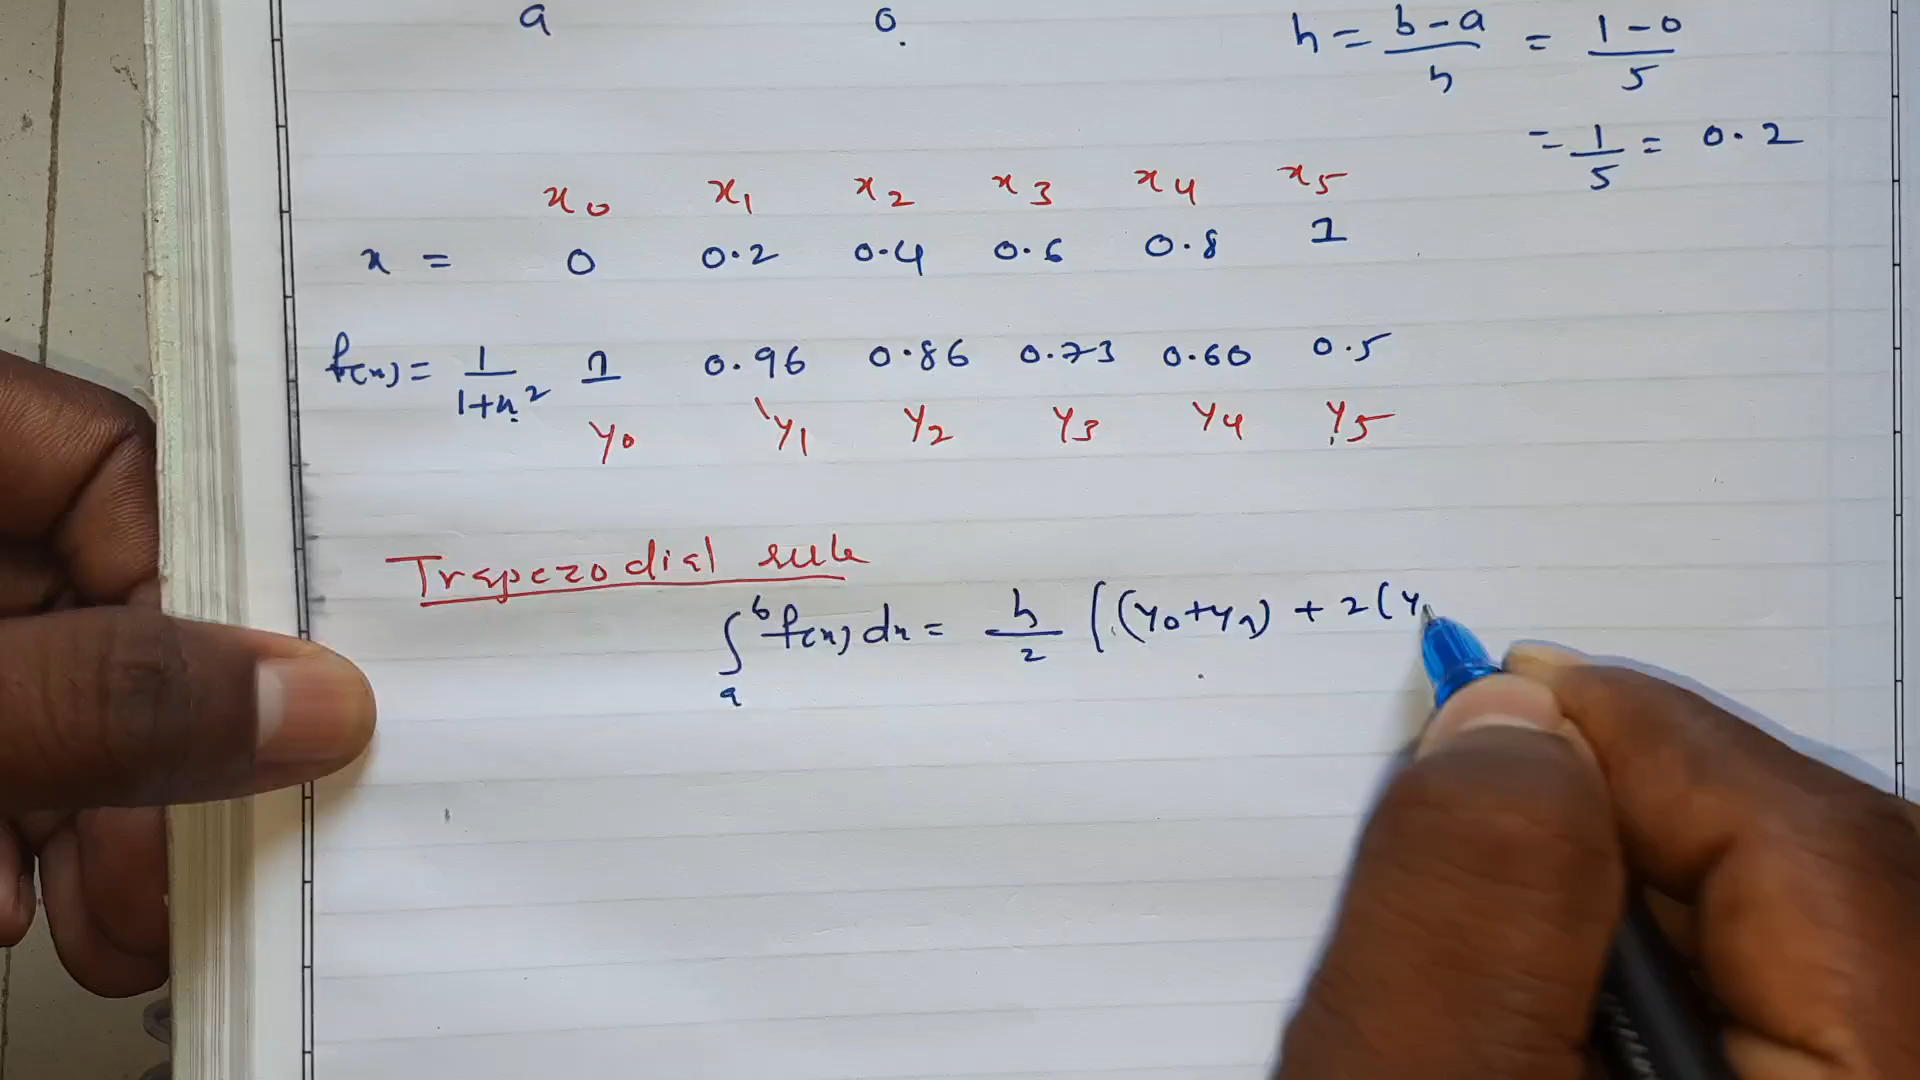 a 0. h = b-a/n = 1-0/5
= 1/5 = 0.2
x0 x1 x2 x3 x4 x5
x = 0 0.2 0.4 0.6 0.8 1
f(x) = 1/1+x² 1 0.96 0.86 0.73 0.60 0.5
y0 y1 y2 y3 y4 y5
Trapezodial rule
∫_a^b f(x) dx = h/2 [(y0+yn) + 2(y